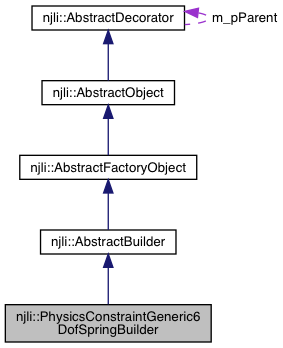 njli::AbstractDecorator
m_pParent
njli::AbstractObject
njli::AbstractFactoryObject
njli::AbstractBuilder
njli::PhysicsConstraintGeneric6
DofSpringBuilder